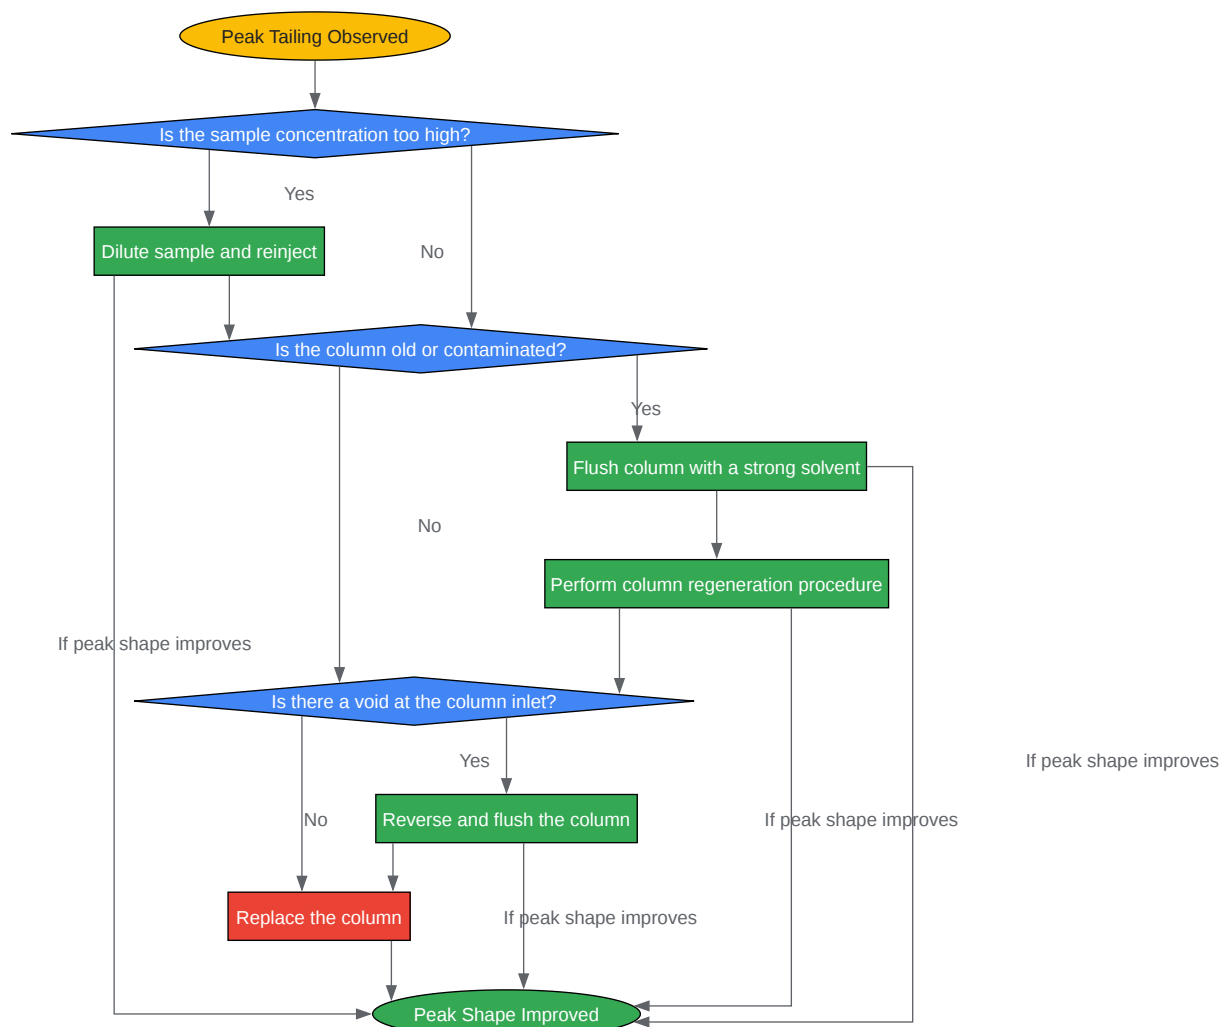 Peak Tailing Observed
Is the sample concentration too high?
Yes
Dilute sample and reinject
No
Is the column old or contaminated?
Yes
Flush column with a strong solvent
No
Perform column regeneration procedure
If peak shape improves
Is there a void at the column inlet?
Yes
If peak shape improves
No
Reverse and flush the column
If peak shape improves
Replace the column
If peak shape improves
Peak Shape Improved